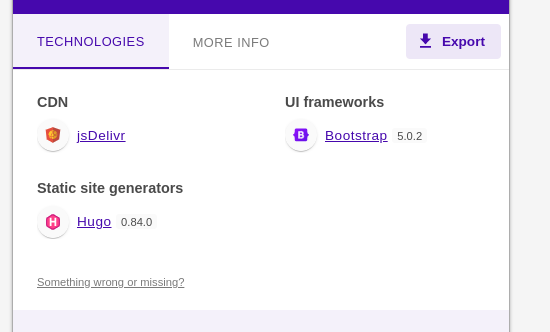 TECHNOLOGIES
MORE INFO
Export
CDN
jsDelivr
UI frameworks
Bootstrap 5.0.2
Static site generators
Hugo 0.84.0
Something wrong or missing?